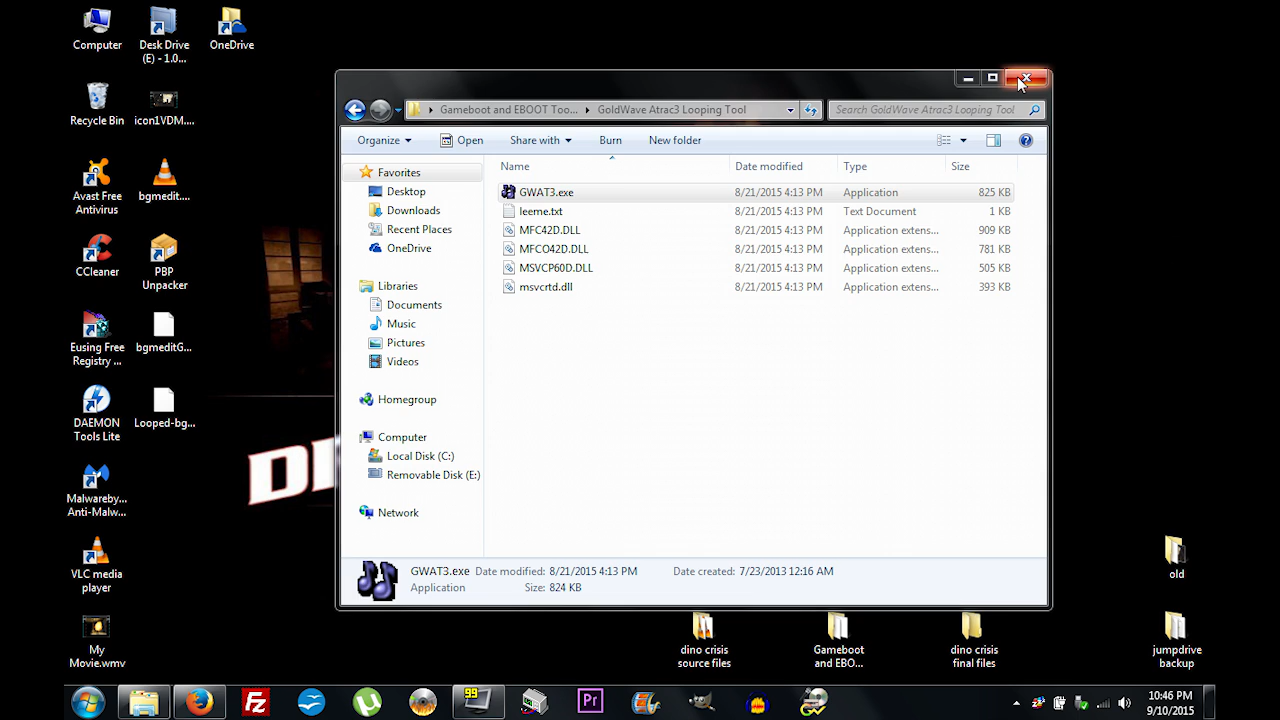 Computer
Desk Drive
(E) - 1.0...
OneDrive
Recycle Bin
icon1VDM....
Avast Free
Antivirus
bgmedit....
CCleaner
PBP
Unpacker
Eusing Free
Registry ...
bgmeditG...
DAEMON
Tools Lite
Looped-bg...
Malwareby...
Anti-Malw...
VLC media
player
My
Movie.wmv
Gameboot and EBOOT Too...
GoldWave Atrac3 Looping Tool
Search GoldWave Atrac3 Looping Tool
Organize Open Share with Burn New folder
Name Date modified Type Size
GWAT3.exe 8/21/2015 4:13 PM Application 825 KB
leeme.txt 8/21/2015 4:13 PM Text Document 1 KB
MFC42D.DLL 8/21/2015 4:13 PM Application extens... 909 KB
MFCO42D.DLL 8/21/2015 4:13 PM Application extens... 781 KB
MSVCP60D.DLL 8/21/2015 4:13 PM Application extens... 505 KB
msvcrtd.dll 8/21/2015 4:13 PM Application extens... 393 KB
Favorites
Desktop
Downloads
Recent Places
OneDrive
Libraries
Documents
Music
Pictures
Videos
Homegroup
Computer
Local Disk (C:)
Removable Disk (E:)
Network
GWAT3.exe Date modified: 8/21/2015 4:13 PM Date created: 7/23/2013 12:16 AM
Application Size: 824 KB
old
dino crisis
source files
Gameboot
and EBO...
dino crisis
final files
jumpdrive
backup
Fz
99
Pr
10:46 PM
9/10/2015